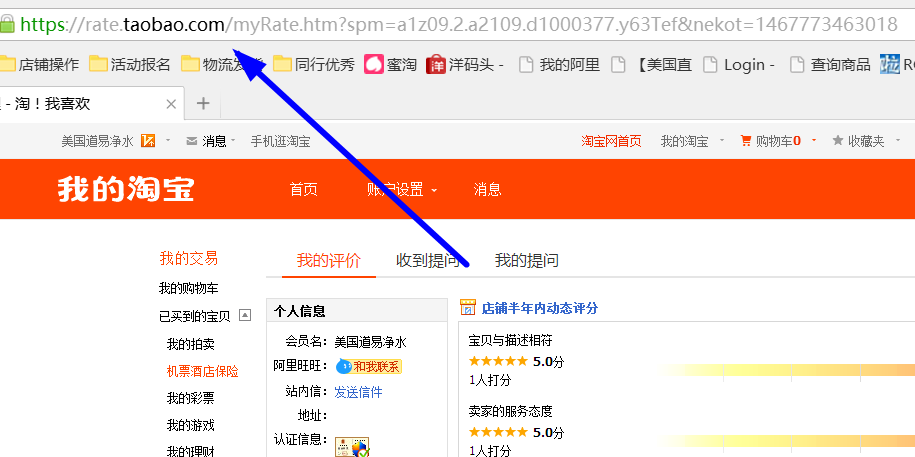 https://rate.taobao.com/myRate.htm?spm=a1z09.2.a2109.d1000377.y63Tef&nekot=1467773463018
店铺操作 活动报名 物流发货 同行优秀 蜜淘 洋码头 - 我的阿里 【美国直 Login - 查询商品
- 淘！我喜欢
美国道易净水 消息 手机逛淘宝 淘宝网首页 我的淘宝 购物车0 收藏夹
我的淘宝 首页 账户设置 消息
我的交易
我的购物车
已买到的宝贝
我的拍卖
机票酒店保险
我的彩票
我的游戏
我的理财
我的评价 收到提问 我的提问
个人信息
会员名： 美国道易净水
阿里旺旺： 和我联系
站内信： 发送信件
地址：
认证信息：
店铺半年内动态评分
宝贝与描述相符
5.0分
1人打分
卖家的服务态度
5.0分
1人打分